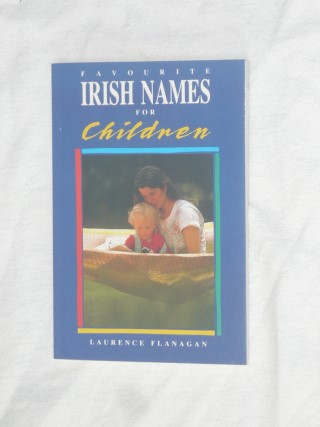 FAVOURITE
IRISH NAMES
FOR
Children
LAURENCE FLANAGAN